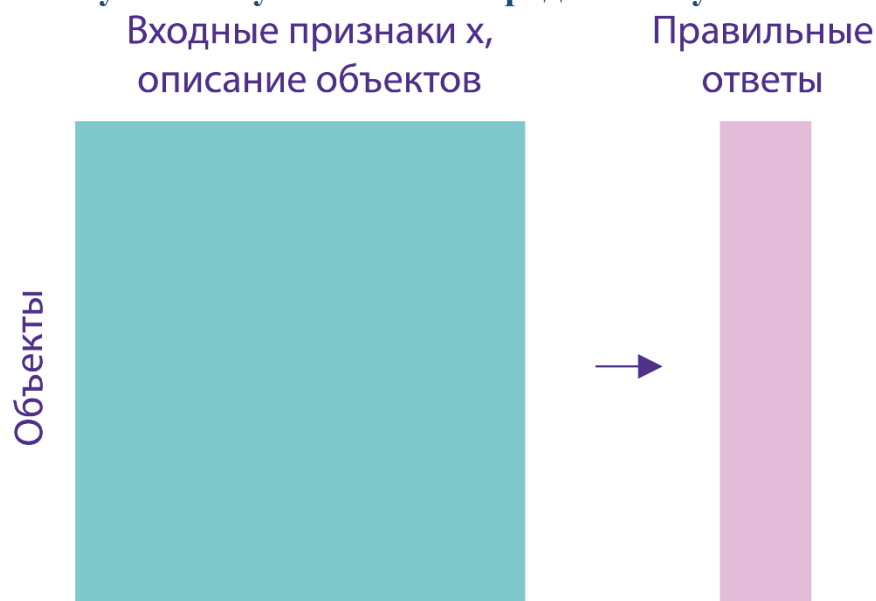 Входные признаки x,
описание объектов
Правильные
ответы
Объекты